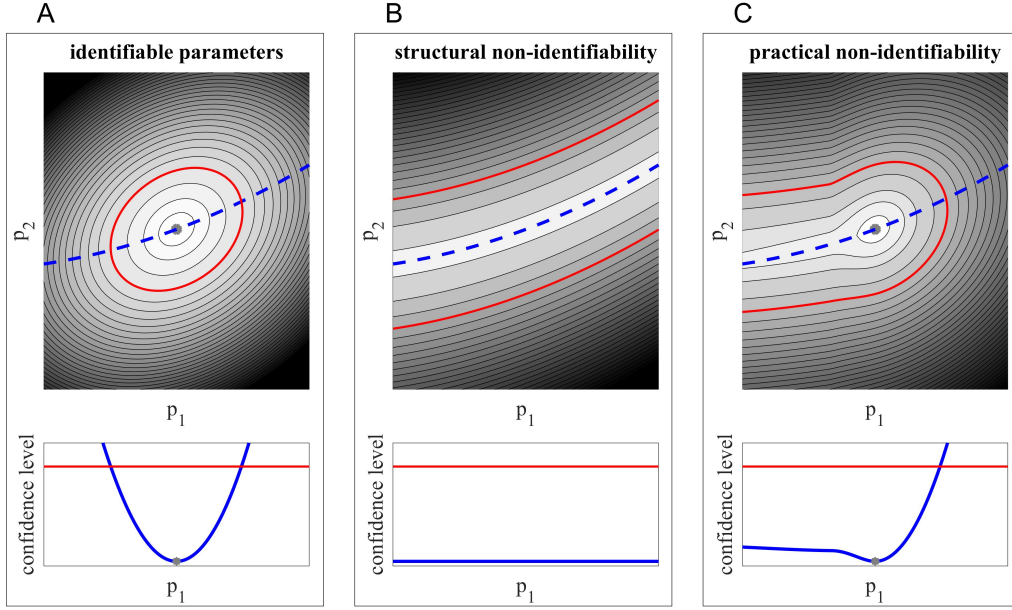 A
B
C
identifiable parameters
structural non-identifiability
practical non-identifiability
p2
p2
p2
p1
p1
p1
confidence level
confidence level
confidence level
p1
p1
p1